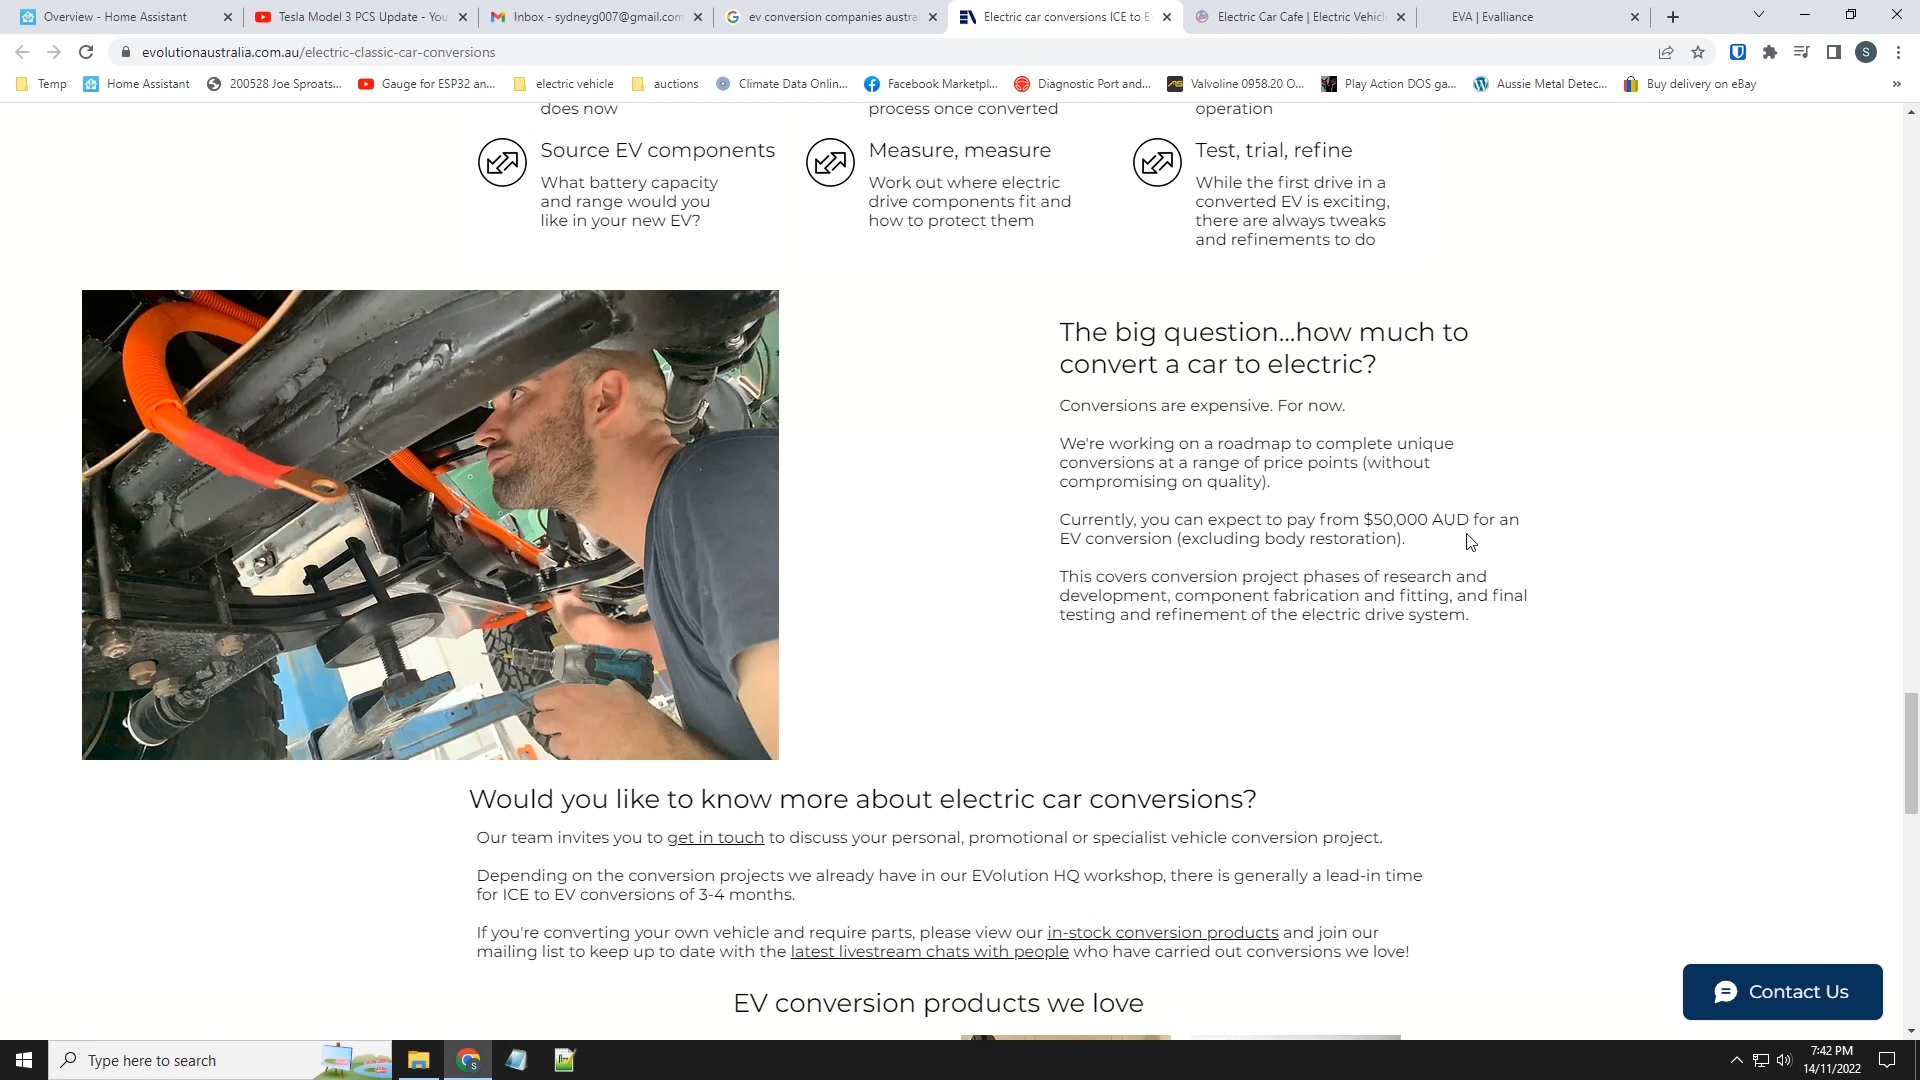 Overview - Home Assistant
Tesla Model 3 PCS Update - You
Inbox - sydneyg007@gmail.com
ev conversion companies austra
Electric car conversions ICE to E
Electric Car Cafe | Electric Vehicl
EVA | Evalliance
evolutionaustralia.com.au/electric-classic-car-conversions
S
Temp
Home Assistant
200528 Joe Sproats...
Gauge for ESP32 an...
electric vehicle
auctions
Climate Data Onlin...
Facebook Marketpl...
Diagnostic Port and...
Valvoline 0958.20 O...
Play Action DOS ga...
Aussie Metal Detec...
Buy delivery on eBay
»
does now
process once converted
operation
Source EV components
What battery capacity
and range would you
like in your new EV?
Measure, measure
Work out where electric
drive components fit and
how to protect them
Test, trial, refine
While the first drive in a
converted EV is exciting,
there are always tweaks
and refinements to do
The big question...how much to
convert a car to electric?
Conversions are expensive. For now.
We're working on a roadmap to complete unique
conversions at a range of price points (without
compromising on quality).
Currently, you can expect to pay from $50,000 AUD for an
EV conversion (excluding body restoration).
This covers conversion project phases of research and
development, component fabrication and fitting, and final
testing and refinement of the electric drive system.
Would you like to know more about electric car conversions?
Our team invites you to get in touch to discuss your personal, promotional or specialist vehicle conversion project.
Depending on the conversion projects we already have in our EVolution HQ workshop, there is generally a lead-in time
for ICE to EV conversions of 3-4 months.
If you're converting your own vehicle and require parts, please view our in-stock conversion products and join our
mailing list to keep up to date with the latest livestream chats with people who have carried out conversions we love!
Contact Us
EV conversion products we love
Type here to search
7:42 PM
14/11/2022